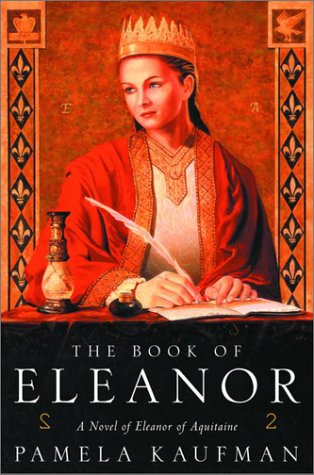 E A
THE BOOK OF
ELEANOR
A Novel of Eleanor of Aquitaine
PAMELA KAUFMAN